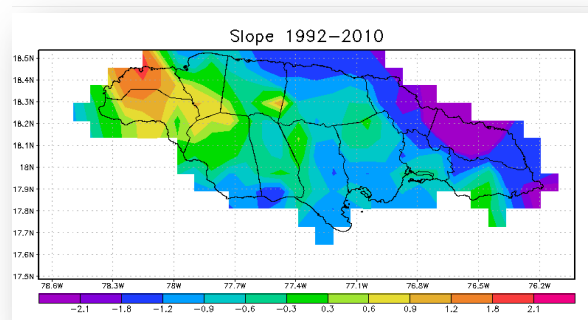 Slope 1992−2010
18.5N
18.4N
18.3N
18.2N
18.1N
18N
17.9N
17.8N
17.7N
17.6N
17.5N
78.6W 78.3W 78W 77.7W 77.4W 77.1W 76.8W 76.5W 76.2W
−2.1 −1.8 −1.2 −0.9 −0.6 −0.3 0.3 0.6 0.9 1.2 1.8 2.1